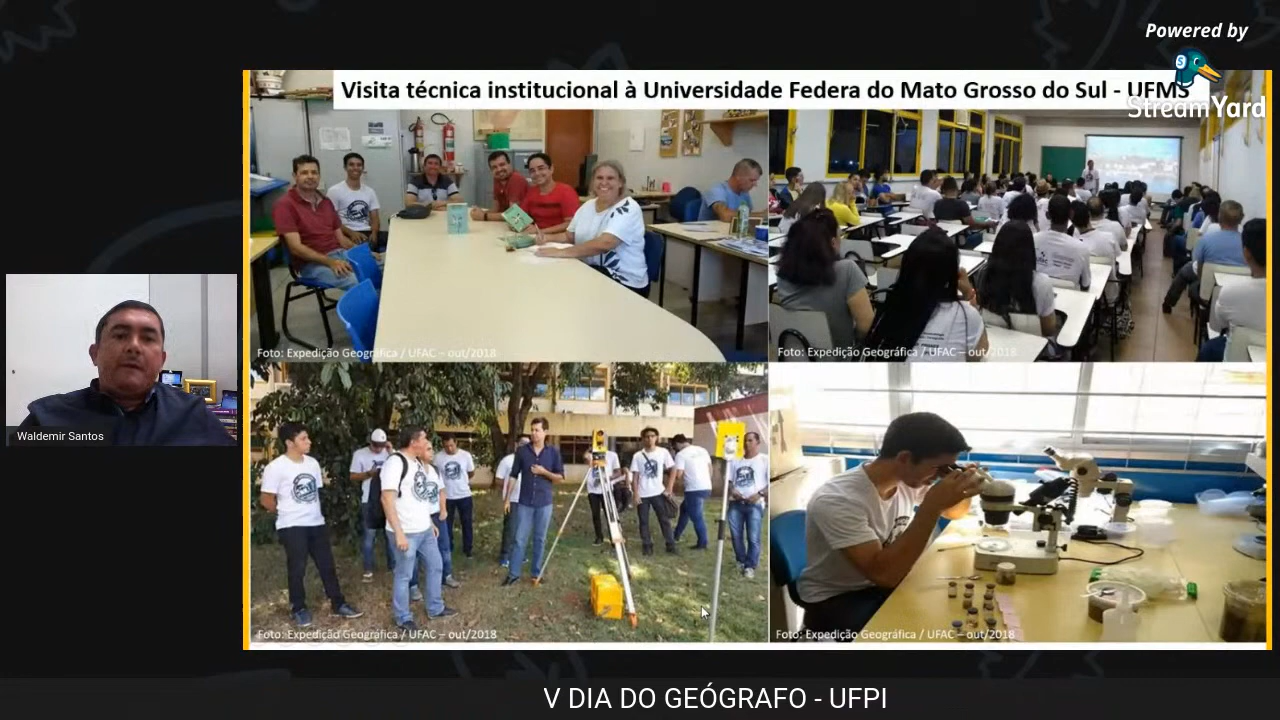 Powered by
StreamYard
Visita técnica institucional à Universidade Federa do Mato Grosso do Sul - UFMS
Foto: Expedição Geográfica / UFAC – out/2018
Foto: Expedição Geográfica / UFAC – out/2018
Waldemir Santos
Foto: Expedição Geográfica / UFAC – out/2018
Foto: Expedição Geográfica / UFAC – out/2018
V DIA DO GEÓGRAFO - UFPI